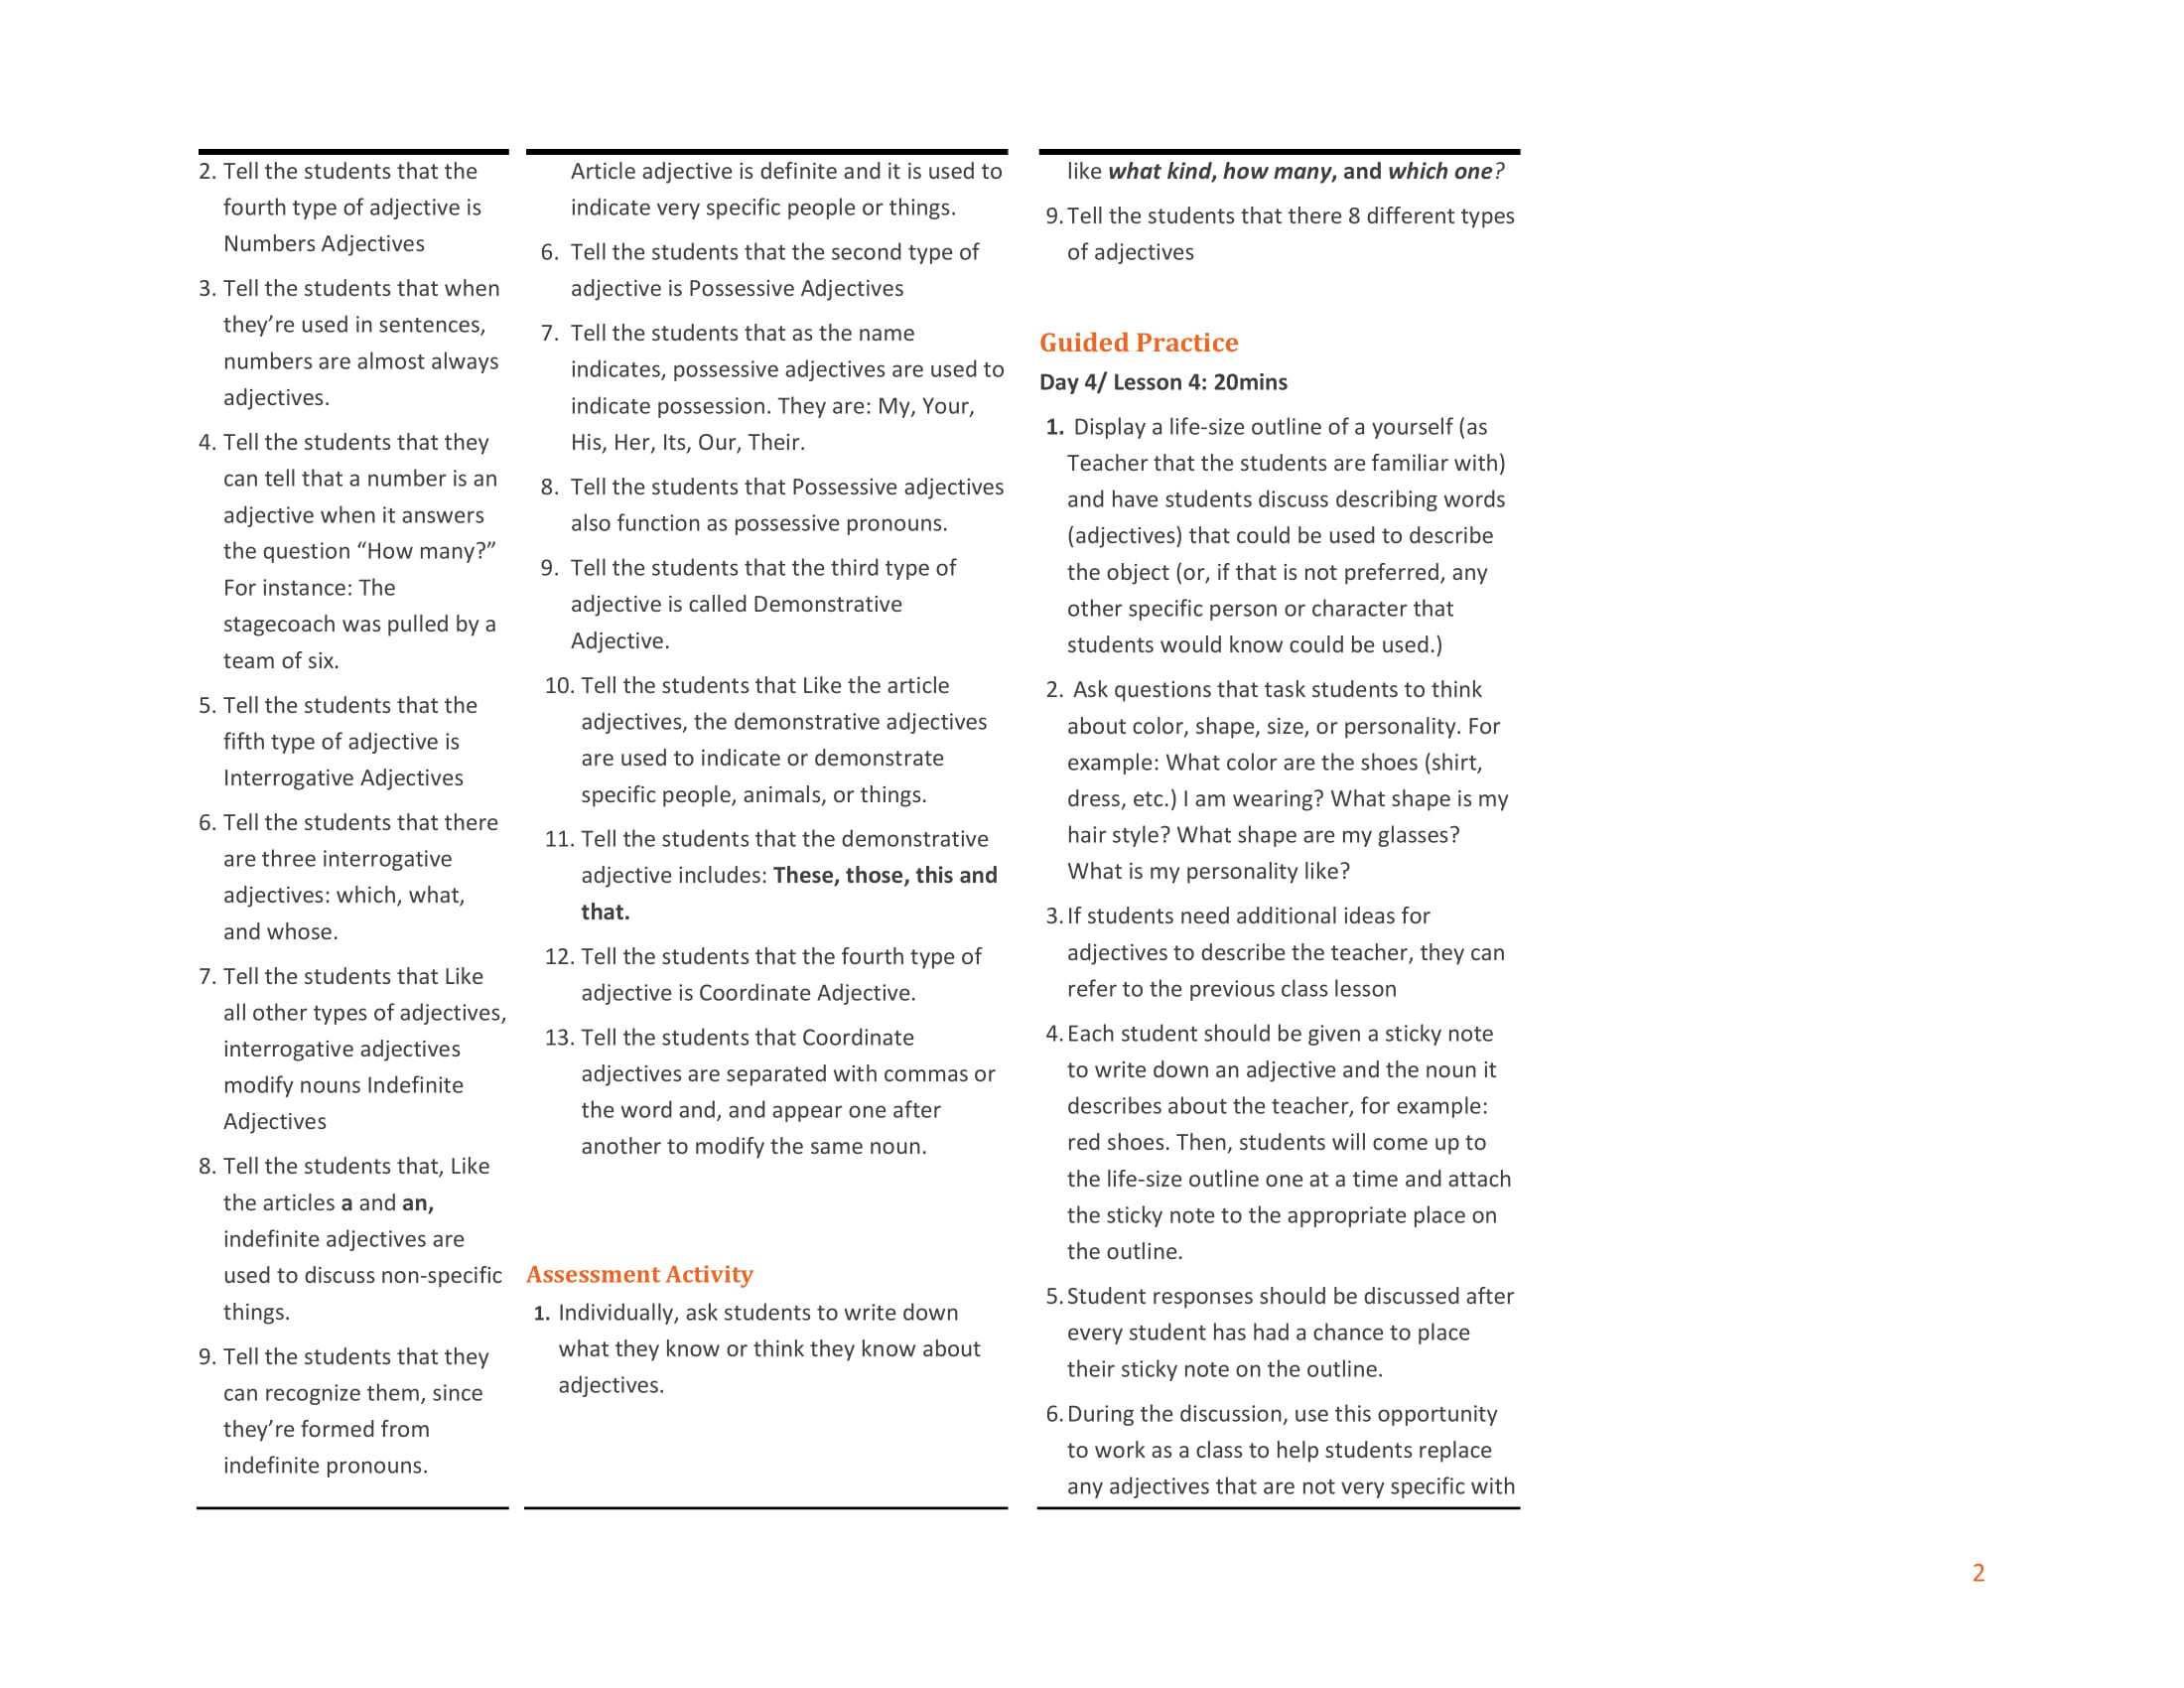 2. Tell the students that the
fourth type of adjective is
Numbers Adjectives
3. Tell the students that when
they’re used in sentences,
numbers are almost always
adjectives.
4. Tell the students that they
can tell that a number is an
adjective when it answers
the question “How many?”
For instance: The
stagecoach was pulled by a
team of six.
5. Tell the students that the
fifth type of adjective is
Interrogative Adjectives
6. Tell the students that there
are three interrogative
adjectives: which, what,
and whose.
7. Tell the students that Like
all other types of adjectives,
interrogative adjectives
modify nouns Indefinite
Adjectives
8. Tell the students that, Like
the articles a and an,
indefinite adjectives are
used to discuss non-specific
things.
9. Tell the students that they
can recognize them, since
they’re formed from
indefinite pronouns.
Article adjective is definite and it is used to
indicate very specific people or things.
6. Tell the students that the second type of
adjective is Possessive Adjectives
7. Tell the students that as the name
indicates, possessive adjectives are used to
indicate possession. They are: My, Your,
His, Her, Its, Our, Their.
8. Tell the students that Possessive adjectives
also function as possessive pronouns.
9. Tell the students that the third type of
adjective is called Demonstrative
Adjective.
10. Tell the students that Like the article
adjectives, the demonstrative adjectives
are used to indicate or demonstrate
specific people, animals, or things.
11. Tell the students that the demonstrative
adjective includes: These, those, this and
that.
12. Tell the students that the fourth type of
adjective is Coordinate Adjective.
13. Tell the students that Coordinate
adjectives are separated with commas or
the word and, and appear one after
another to modify the same noun.
Assessment Activity
1. Individually, ask students to write down
what they know or think they know about
adjectives.
like what kind, how many, and which one?
9. Tell the students that there 8 different types
of adjectives
Guided Practice
Day 4/ Lesson 4: 20mins
1. Display a life-size outline of a yourself (as
Teacher that the students are familiar with)
and have students discuss describing words
(adjectives) that could be used to describe
the object (or, if that is not preferred, any
other specific person or character that
students would know could be used.)
2. Ask questions that task students to think
about color, shape, size, or personality. For
example: What color are the shoes (shirt,
dress, etc.) I am wearing? What shape is my
hair style? What shape are my glasses?
What is my personality like?
3. If students need additional ideas for
adjectives to describe the teacher, they can
refer to the previous class lesson
4. Each student should be given a sticky note
to write down an adjective and the noun it
describes about the teacher, for example:
red shoes. Then, students will come up to
the life-size outline one at a time and attach
the sticky note to the appropriate place on
the outline.
5. Student responses should be discussed after
every student has had a chance to place
their sticky note on the outline.
6. During the discussion, use this opportunity
to work as a class to help students replace
any adjectives that are not very specific with
2